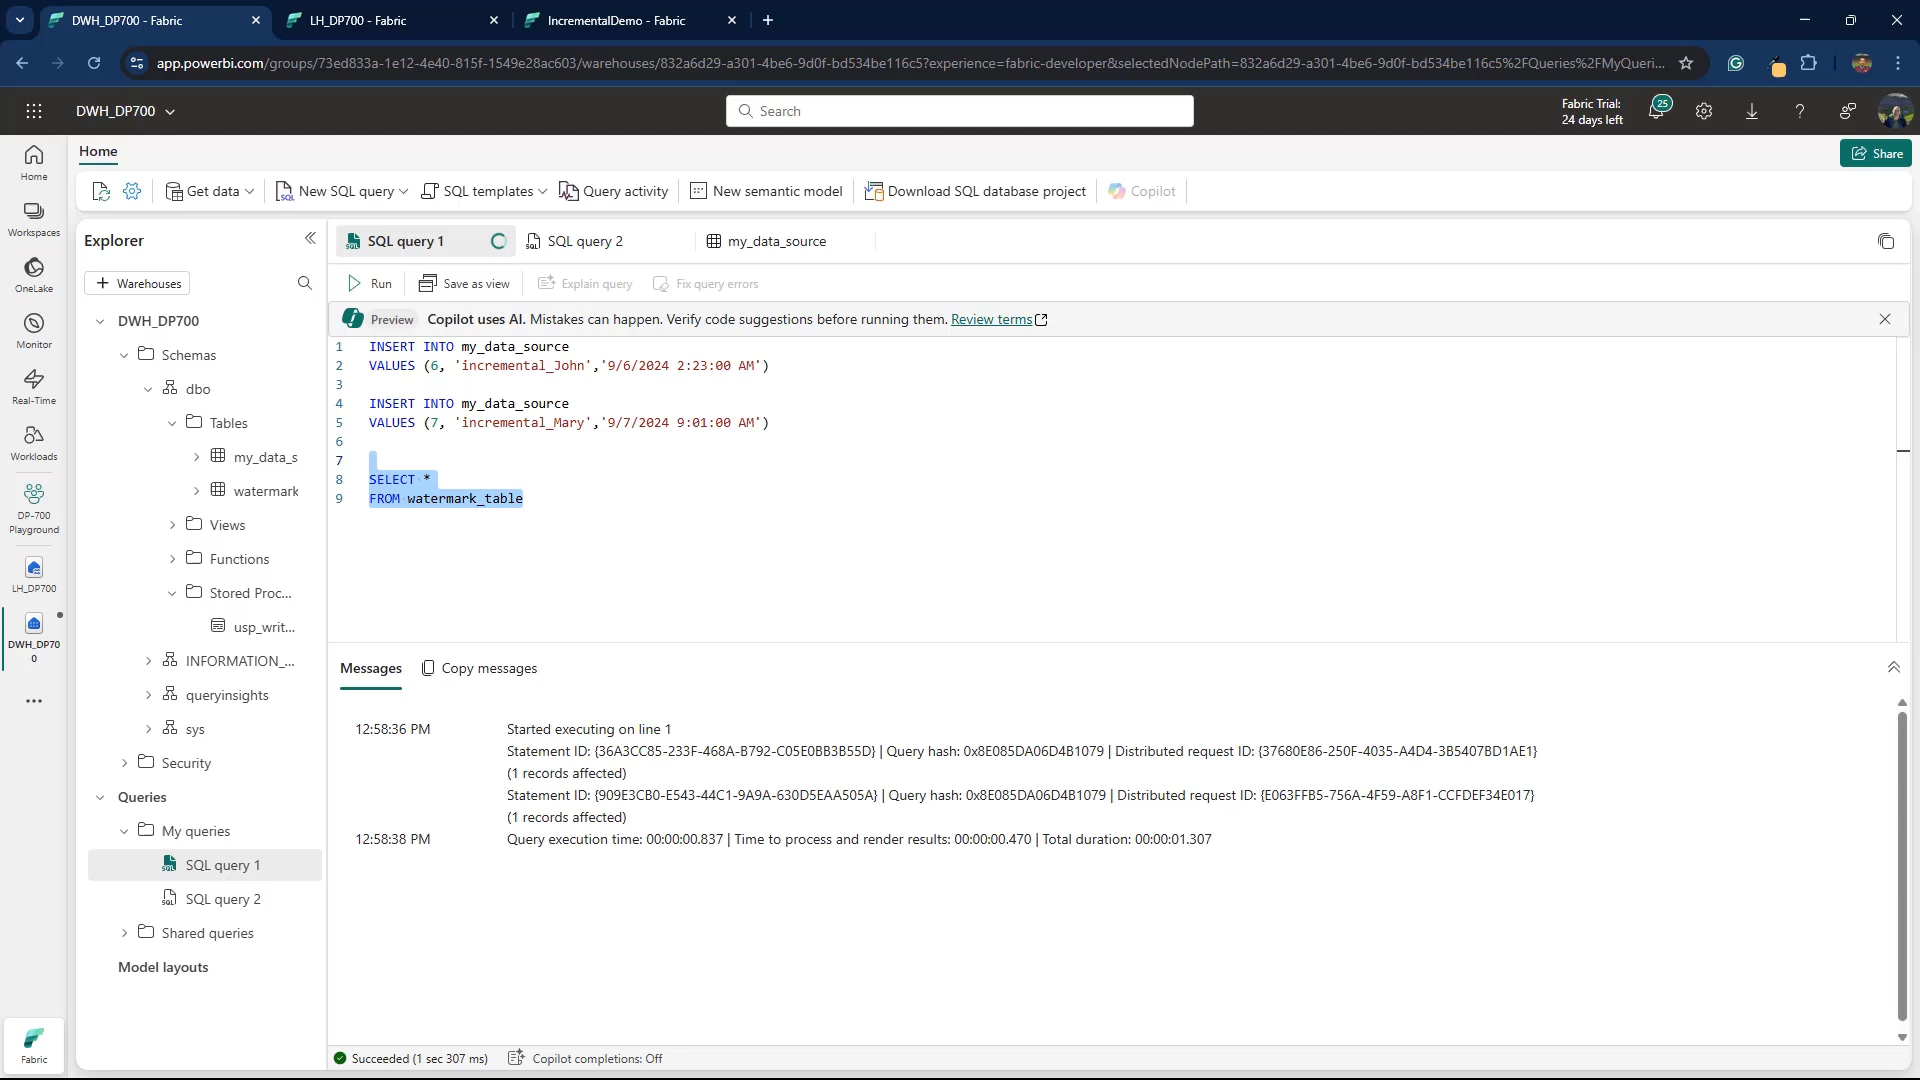 DWH_DP700 - Fabric
LH_DP700 - Fabric
IncrementalDemo - Fabric
app.powerbi.com/groups/73ed833a-1e12-4e40-815f-1549e28ac603/warehouses/832a6d29-a301-4be6-9d0f-bd534be116c5?experience=fabric-developer&selectedNodePath=832a6d29-a301-4be6-9d0f-bd534be116c5%2FQueries%2FMyQueri...
DWH_DP700
Search
Fabric Trial:
24 days left
25
Home
Share
Get data
New SQL query
SQL templates
Query activity
New semantic model
Download SQL database project
Copilot
Home
Workspaces
OneLake
Monitor
Real-Time
Workloads
DP-700
Playground
LH_DP700
DWH_DP70
0
Fabric
Explorer
Warehouses
DWH_DP700
Schemas
dbo
Tables
my_data_s
watermark
Views
Functions
Stored Proc...
usp_writ...
INFORMATION_...
queryinsights
sys
Security
Queries
My queries
SQL query 1
SQL query 2
Shared queries
Model layouts
SQL query 1
SQL query 2
my_data_source
Run
Save as view
Explain query
Fix query errors
Preview
Copilot uses AI. Mistakes can happen. Verify code suggestions before running them. Review terms
1 INSERT INTO my_data_source
2 VALUES (6, 'incremental_John','9/6/2024 2:23:00 AM')
3
4 INSERT INTO my_data_source
5 VALUES (7, 'incremental_Mary','9/7/2024 9:01:00 AM')
6
7
8 SELECT *
9 FROM watermark_table
Messages
Copy messages
12:58:36 PM Started executing on line 1
Statement ID: {36A3CC85-233F-468A-B792-C05E0BB3B55D} | Query hash: 0x8E085DA06D4B1079 | Distributed request ID: {37680E86-250F-4035-A4D4-3B5407BD1AE1}
(1 records affected)
Statement ID: {909E3CB0-E543-44C1-9A9A-630D5EAA505A} | Query hash: 0x8E085DA06D4B1079 | Distributed request ID: {E063FFB5-756A-4F59-A8F1-CCFDEF34E017}
(1 records affected)
12:58:38 PM Query execution time: 00:00:00.837 | Time to process and render results: 00:00:00.470 | Total duration: 00:00:01.307
Succeeded (1 sec 307 ms)
Copilot completions: Off